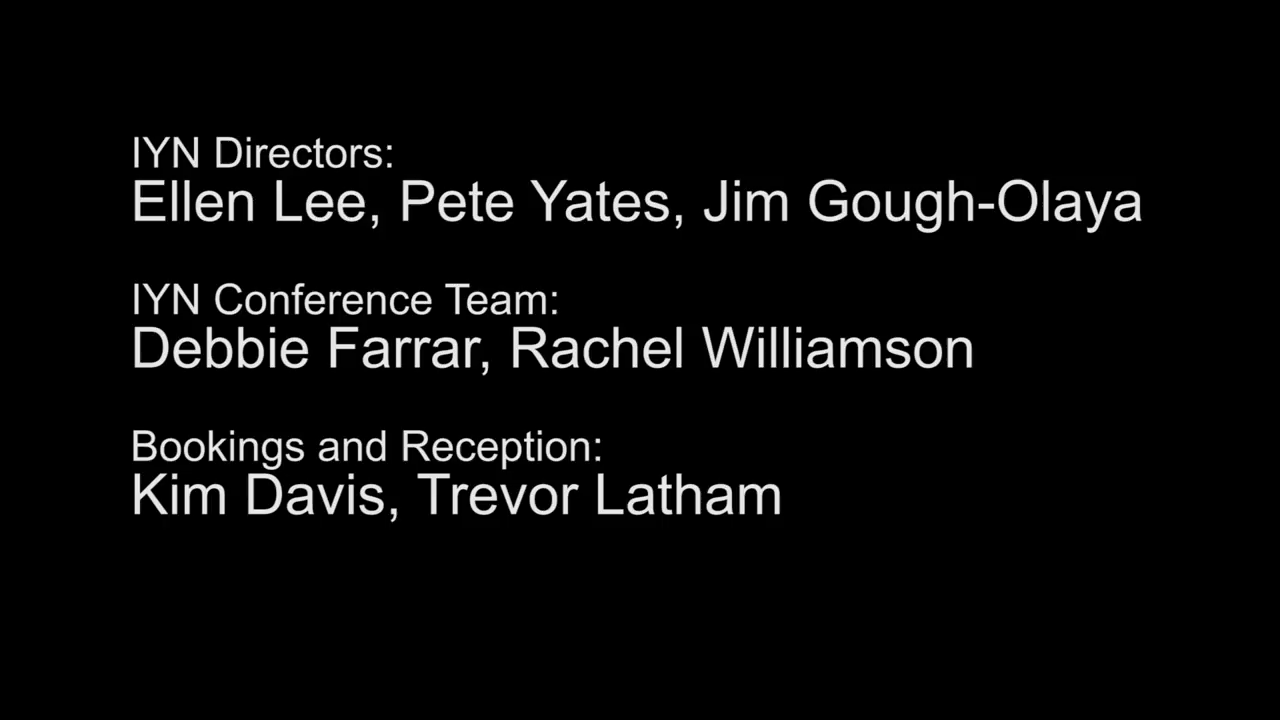 IYN Directors:
Ellen Lee, Pete Yates, Jim Gough-Olaya
IYN Conference Team:
Debbie Farrar, Rachel Williamson
Bookings and Reception:
Kim Davis, Trevor Latham